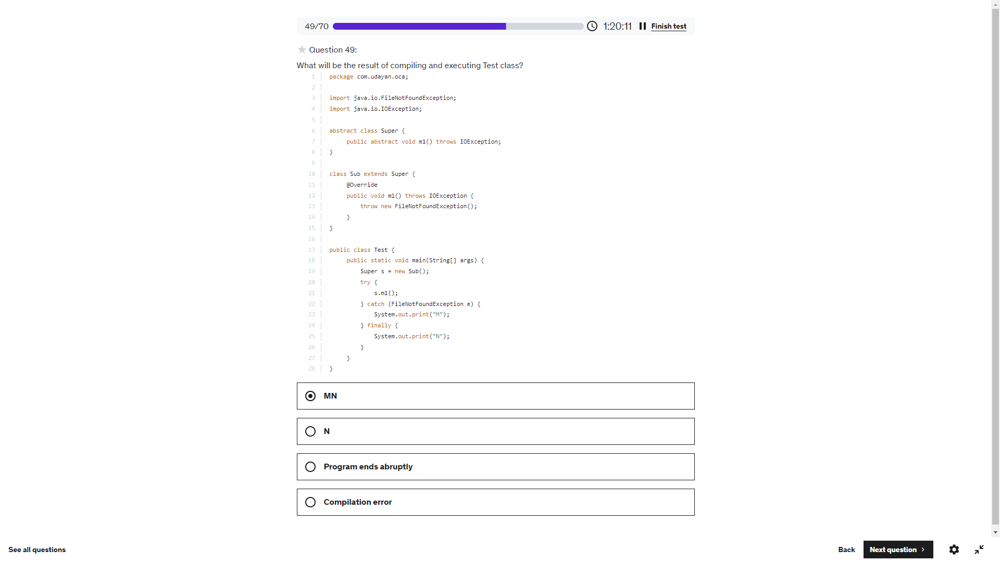 49/70 1:20:11 Finish test
Question 49:
What will be the result of compiling and executing Test class?
1 package com.udayan.oca;
2
3 import java.io.FileNotFoundException;
4 import java.io.IOException;
5
6 abstract class Super {
7 public abstract void m1() throws IOException;
8 }
9
10 class Sub extends Super {
11 @Override
12 public void m1() throws IOException {
13 throw new FileNotFoundException();
14 }
15 }
16
17 public class Test {
18 public static void main(String[] args) {
19 Super s = new Sub();
20 try {
21 s.m1();
22 } catch (FileNotFoundException e) {
23 System.out.print("M");
24 } finally {
25 System.out.print("N");
26 }
27 }
28 }
MN
N
Program ends abruptly
Compilation error
See all questions Back Next question